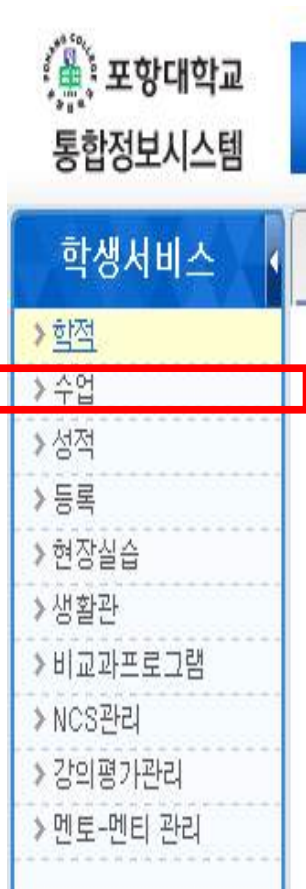 POHANG COLLEGE
포항대학교
통합정보시스템
학생서비스
학적
수업
성적
등록
현장실습
생활관
비교과프로그램
NCS관리
강의평가관리
멘토-멘티 관리